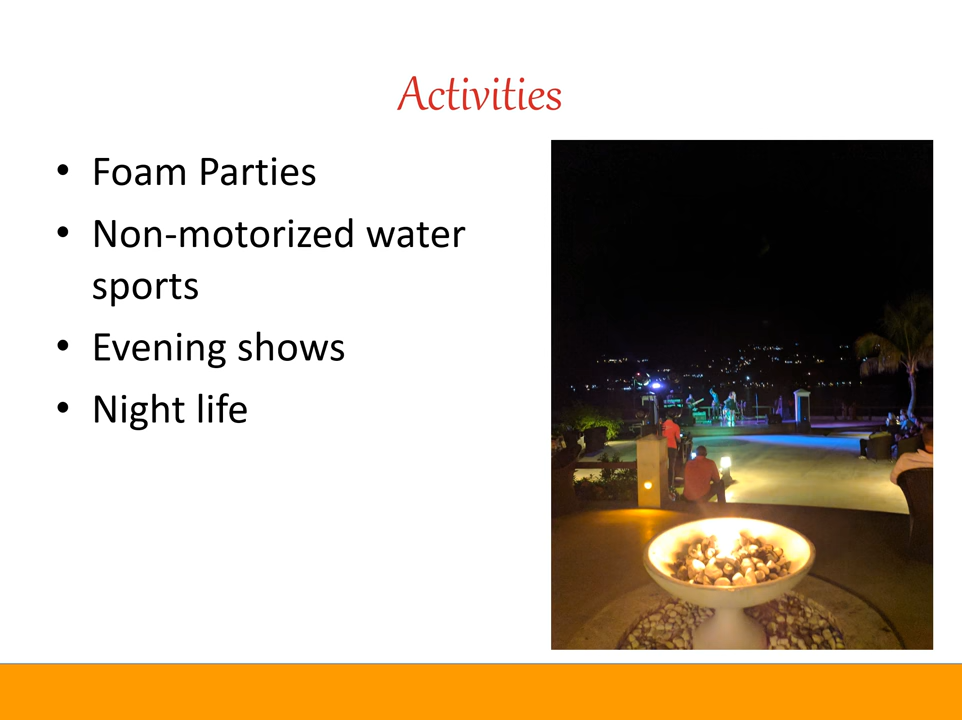 Activities
• Foam Parties
• Non-motorized water
sports
• Evening shows
• Night life